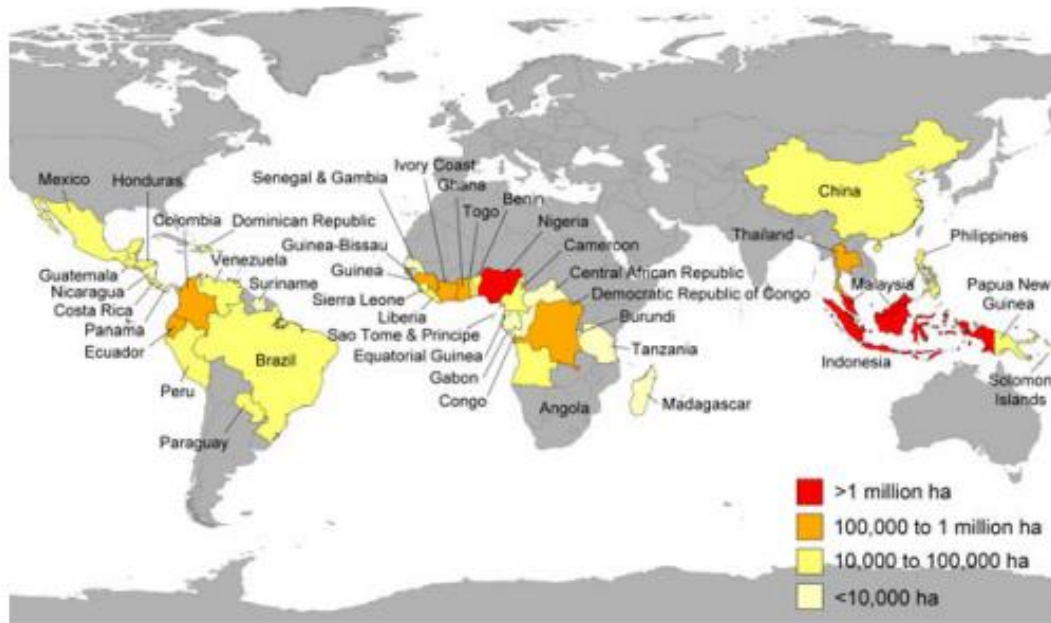 Mexico
Honduras
Colombia
Dominican Republic
Venezuela
Suriname
Guatemala
Nicaragua
Costa Rica
Panama
Ecuador
Peru
Brazil
Paraguay
Senegal & Gambia
Ivory Coast
Ghana
Togo
Benin
Nigeria
Cameroon
Central African Republic
Democratic Republic of Congo
Burundi
Tanzania
Guinea-Bissau
Guinea
Sierra Leone
Liberia
Sao Tome & Principe
Equatorial Guinea
Gabon
Congo
Angola
Madagascar
China
Thailand
Philippines
Malaysia
Papua New
Guinea
Indonesia
Solomon
Islands
>1 million ha
100,000 to 1 million ha
10,000 to 100,000 ha
<10,000 ha